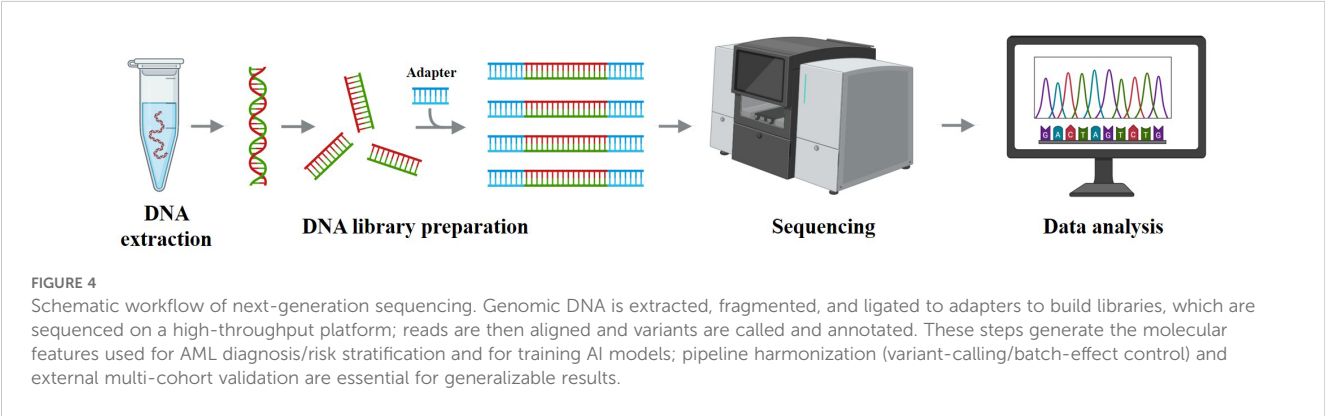 Adapter
GACTAGTCTG
DNA
extraction
DNA library preparation
Sequencing
Data analysis
FIGURE 4
Schematic workflow of next-generation sequencing. Genomic DNA is extracted, fragmented, and ligated to adapters to build libraries, which are
sequenced on a high-throughput platform; reads are then aligned and variants are called and annotated. These steps generate the molecular
features used for AML diagnosis/risk stratification and for training AI models; pipeline harmonization (variant-calling/batch-effect control) and
external multi-cohort validation are essential for generalizable results.